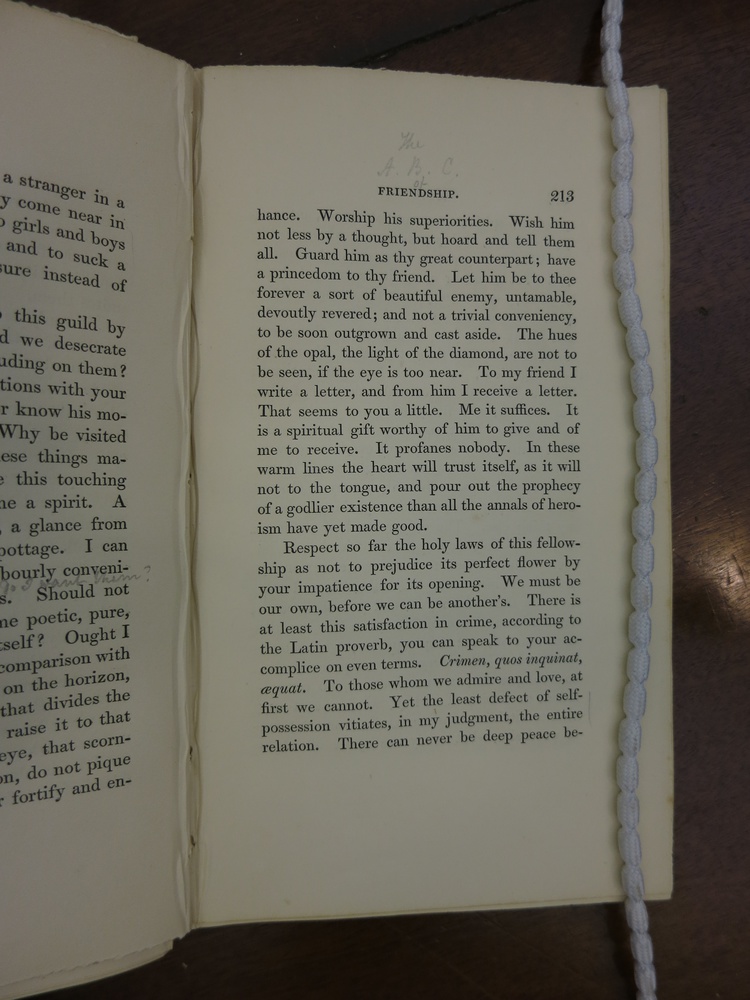 a stranger in a
y come near in
girls and boys
and to suck a
sure instead of
this guild by
d we desecrate
uding on them?
tions with your
r know his mo-
Why be visited
ese things ma-
e this touching
ne a spirit. A
, a glance from
pottage. I can
bourly conveni-
I want them?
s. Should not
ne poetic, pure,
tself? Ought I
comparison with
on the horizon,
that divides the
raise it to that
eye, that scorn-
on, do not pique
r fortify and en-
The
A. B. C.
of
FRIENDSHIP. 213
hance. Worship his superiorities. Wish him
not less by a thought, but hoard and tell them
all. Guard him as thy great counterpart; have
a princedom to thy friend. Let him be to thee
forever a sort of beautiful enemy, untamable,
devoutly revered; and not a trivial conveniency,
to be soon outgrown and cast aside. The hues
of the opal, the light of the diamond, are not to
be seen, if the eye is too near. To my friend I
write a letter, and from him I receive a letter.
That seems to you a little. Me it suffices. It
is a spiritual gift worthy of him to give and of
me to receive. It profanes nobody. In these
warm lines the heart will trust itself, as it will
not to the tongue, and pour out the prophecy
of a godlier existence than all the annals of hero-
ism have yet made good.
Respect so far the holy laws of this fellow-
ship as not to prejudice its perfect flower by
your impatience for its opening. We must be
our own, before we can be another's. There is
at least this satisfaction in crime, according to
the Latin proverb, you can speak to your ac-
complice on even terms. Crimen, quos inquinat,
æquat. To those whom we admire and love, at
first we cannot. Yet the least defect of self-
possession vitiates, in my judgment, the entire
relation. There can never be deep peace be-